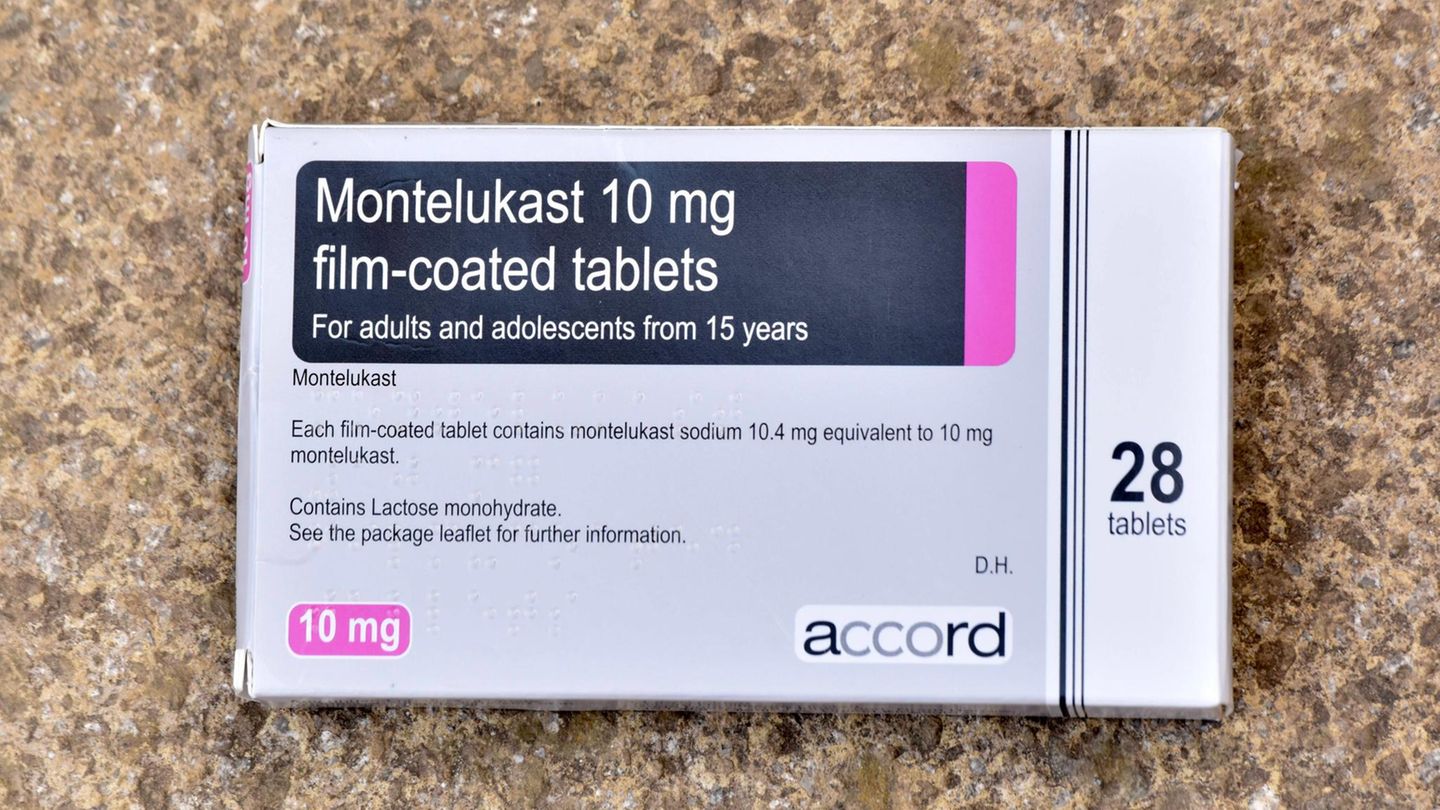 Montelukast 10 mg
film-coated tablets
For adults and adolescents from 15 years
Montelukast
Each film-coated tablet contains montelukast sodium 10.4 mg equivalent to 10 mg
montelukast.
Contains Lactose monohydrate.
See the package leaflet for further information.
D.H.
10 mg
accord
28
tablets
10 mg